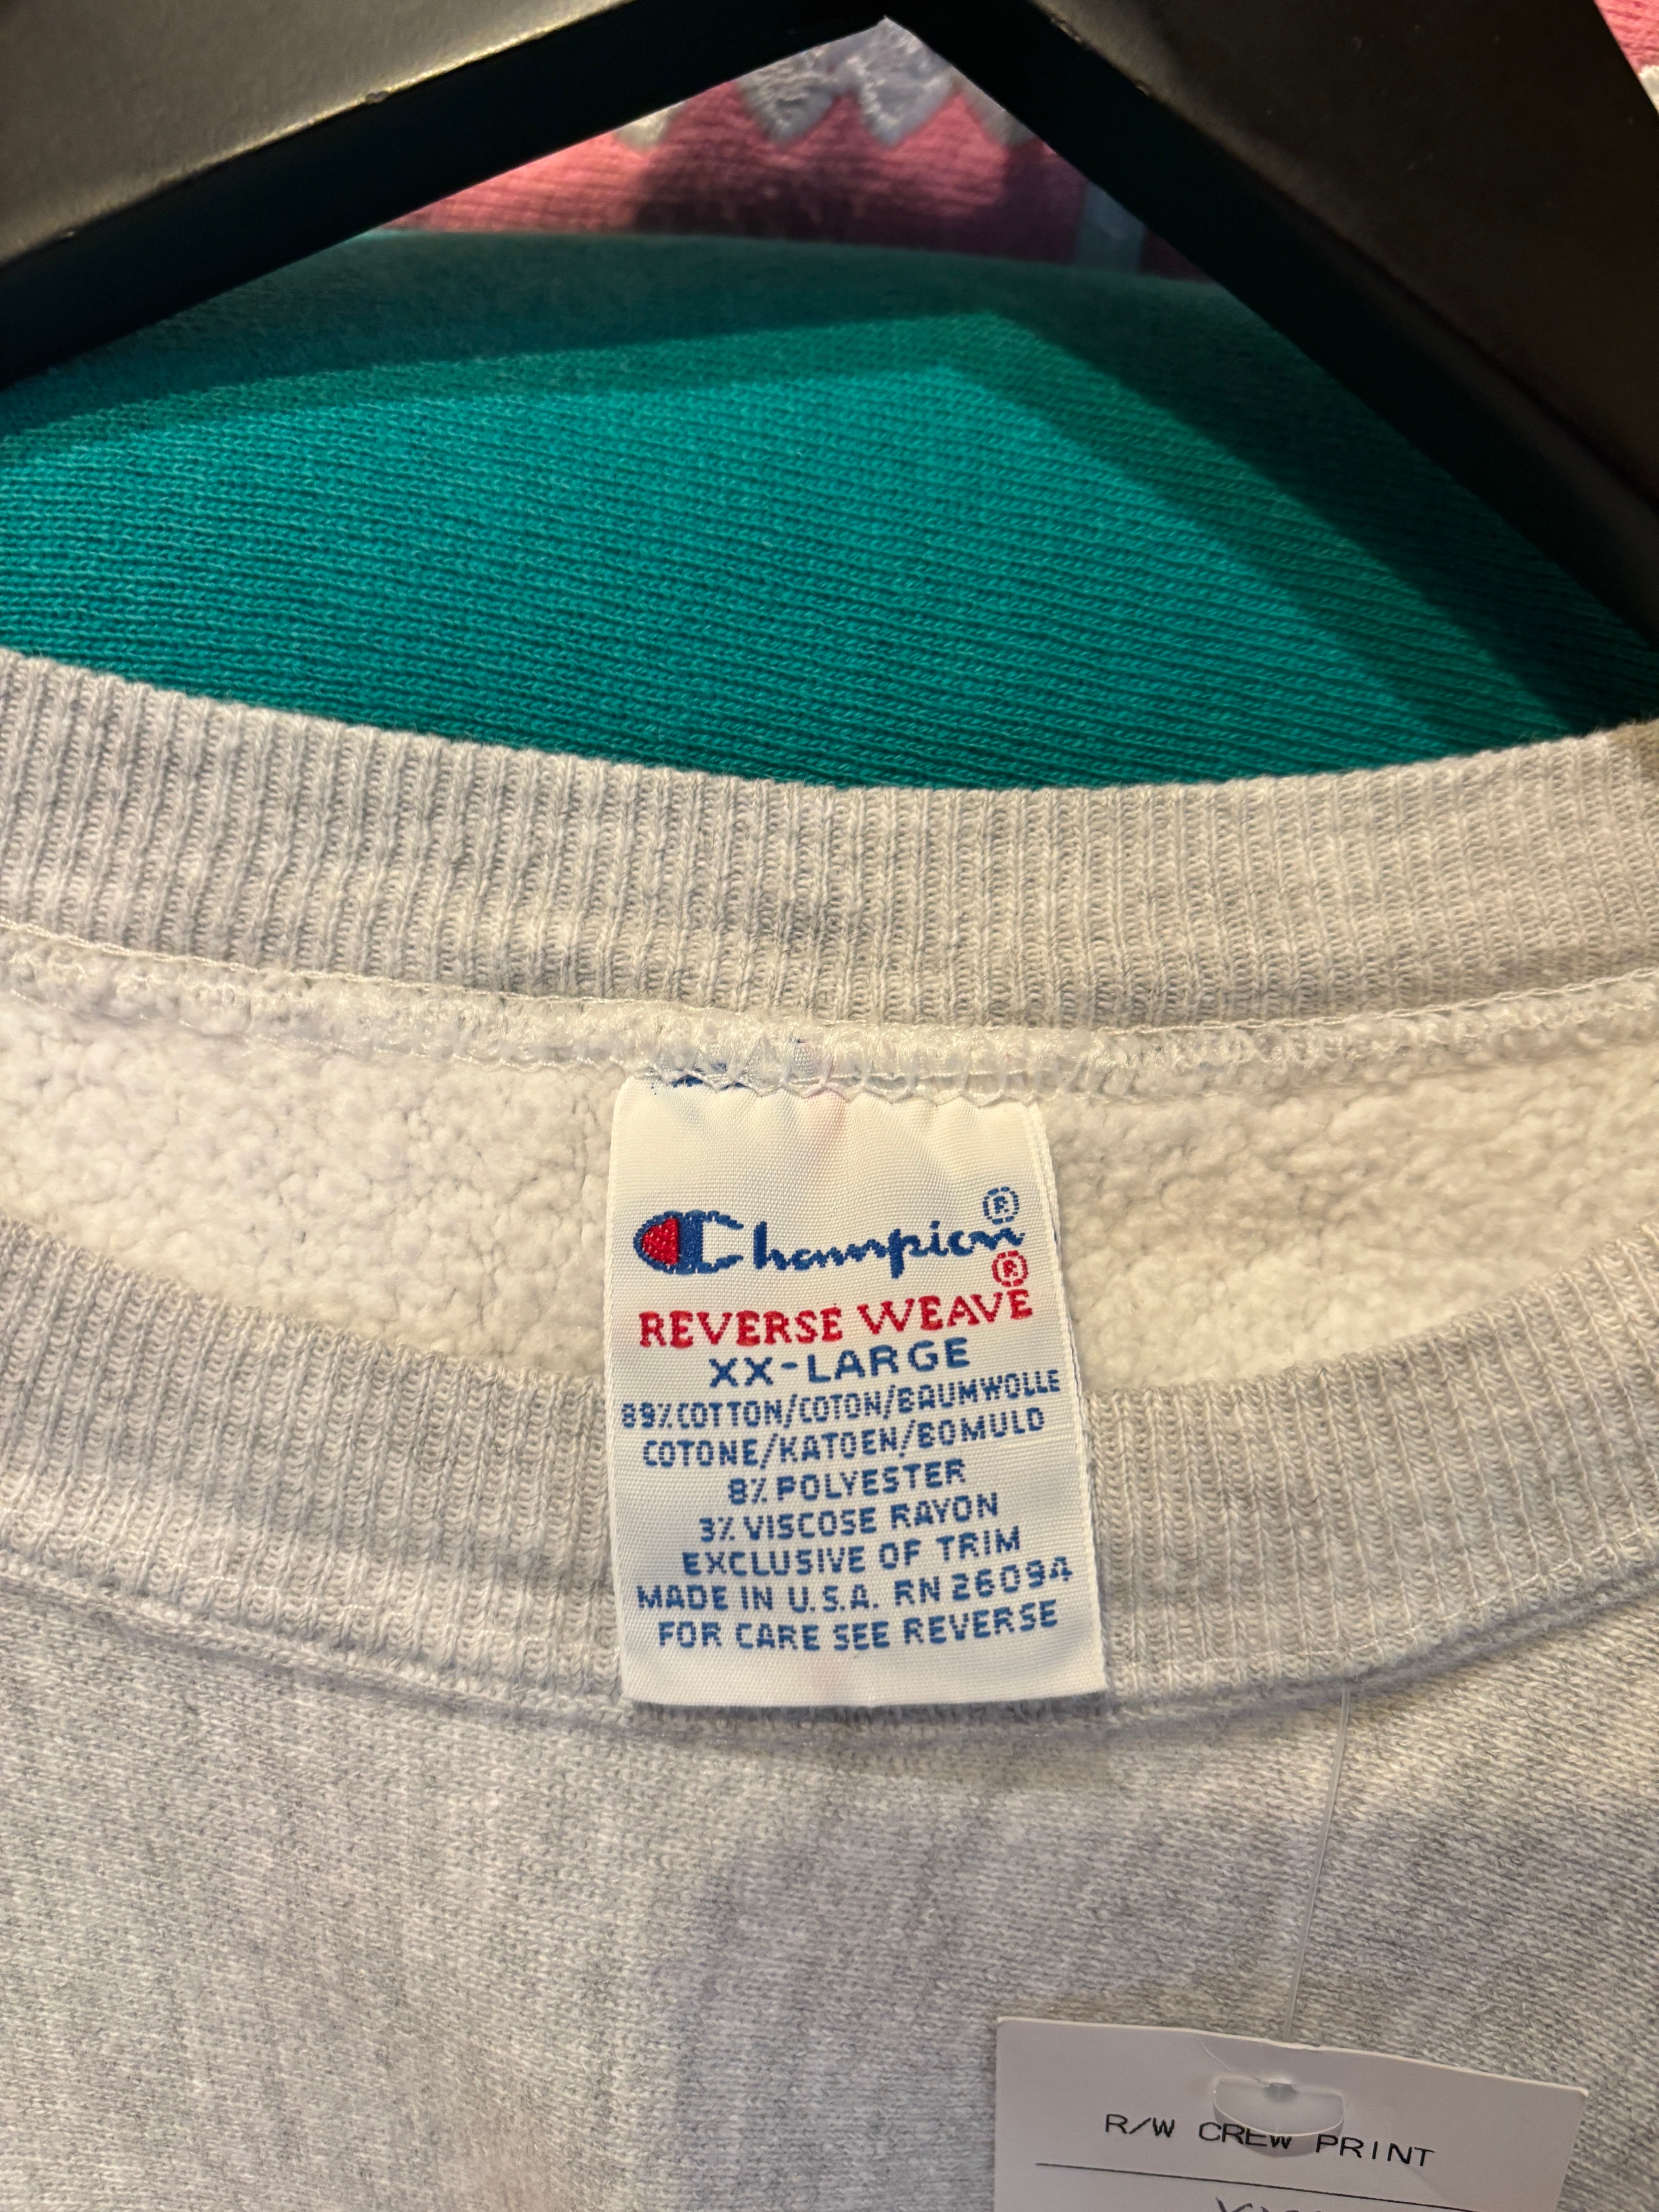 Champion®
REVERSE WEAVE®
XX-LARGE
89% COTTON/COTON/BAUMWOLLE
COTONE/KATOEN/BOMULD
8% POLYESTER
3% VISCOSE RAYON
EXCLUSIVE OF TRIM
MADE IN U.S.A. RN 26094
FOR CARE SEE REVERSE
R/W CREW PRINT